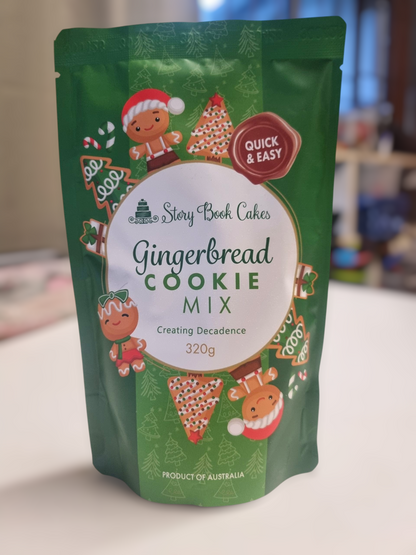 QUICK
& EASY
Story Book Cakes
Gingerbread
COOKIE
MIX
Creating Decadence
320g
PRODUCT OF AUSTRALIA